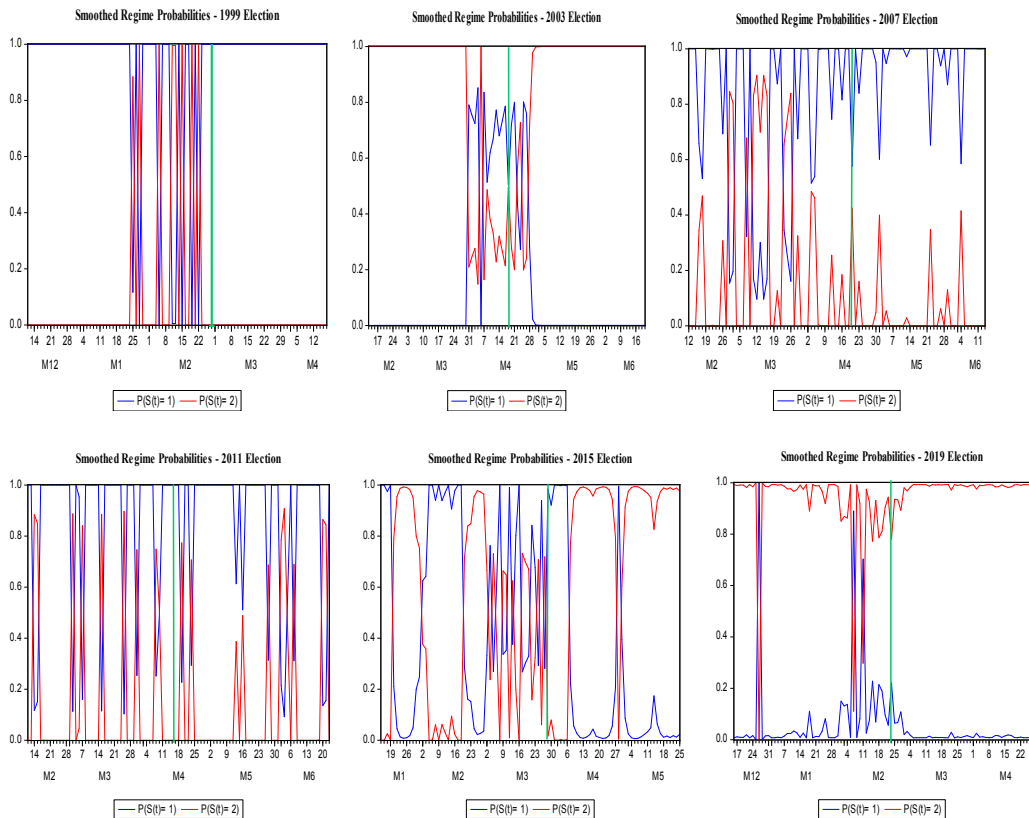 Smoothed Regime Probabilities - 1999 Election
1.0
0.8
0.6
0.4
0.2
0.0
14 21 28 4 11 18 25 1 8 15 22 1 8 15 22 29 5 12
M12 M1 M2 M3 M4
P(S(t)= 1) P(S(t)= 2)
Smoothed Regime Probabilities - 2003 Election
1.0
0.8
0.6
0.4
0.2
0.0
17 24 3 10 17 24 31 7 14 21 28 5 12 19 26 2 9 16
M2 M3 M4 M5 M6
P(S(t)= 1) P(S(t)= 2)
Smoothed Regime Probabilities - 2007 Election
1.0
0.8
0.6
0.4
0.2
0.0
12 19 26 5 12 19 26 2 9 16 23 30 7 14 21 28 4 11
M2 M3 M4 M5 M6
P(S(t)= 1) P(S(t)= 2)
Smoothed Regime Probabilities - 2011 Election
1.0
0.8
0.6
0.4
0.2
0.0
14 21 28 7 14 21 28 4 11 18 25 2 9 16 23 30 6 13 20
M2 M3 M4 M5 M6
P(S(t)= 1) P(S(t)= 2)
Smoothed Regime Probabilities - 2015 Election
1.0
0.8
0.6
0.4
0.2
0.0
12 19 26 2 9 16 23 2 9 16 23 30 6 13 20 27 4 11 18 25
M1 M2 M3 M4 M5
P(S(t)= 1) P(S(t)= 2)
Smoothed Regime Probabilities - 2019 Election
1.0
0.8
0.6
0.4
0.2
0.0
17 24 31 7 14 21 28 4 11 18 25 4 11 18 25 1 8 15 22
M12 M1 M2 M3 M4
P(S(t)= 1) P(S(t)= 2)